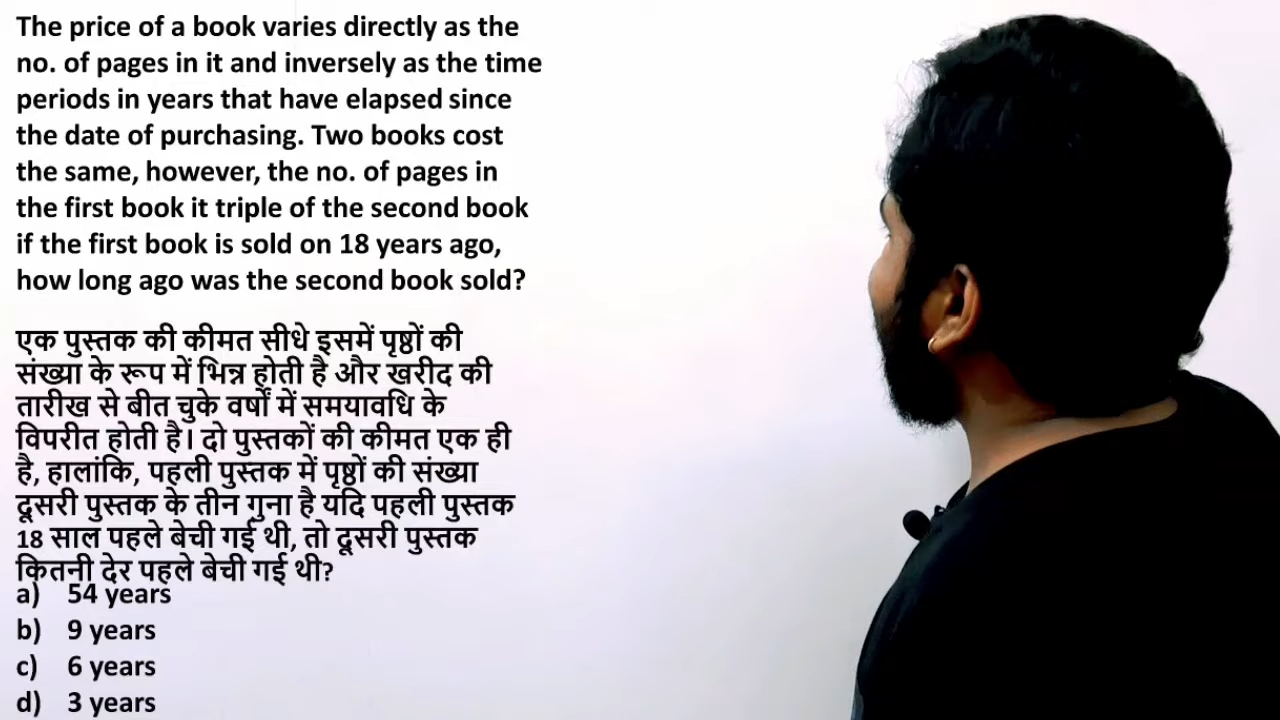 The price of a book varies directly as the
no. of pages in it and inversely as the time
periods in years that have elapsed since
the date of purchasing. Two books cost
the same, however, the no. of pages in
the first book it triple of the second book
if the first book is sold on 18 years ago,
how long ago was the second book sold?
एक पुस्तक की कीमत सीधे इसमें पृष्ठों की
संख्या के रूप में भिन्न होती है और खरीद की
तारीख से बीत चुके वर्षों में समयावधि के
विपरीत होती है। दो पुस्तकों की कीमत एक ही
है, हालांकि, पहली पुस्तक में पृष्ठों की संख्या
दूसरी पुस्तक के तीन गुना है यदि पहली पुस्तक
18 साल पहले बेची गई थी, तो दूसरी पुस्तक
कितनी देर पहले बेची गई थी?
a) 54 years
b) 9 years
c) 6 years
d) 3 years